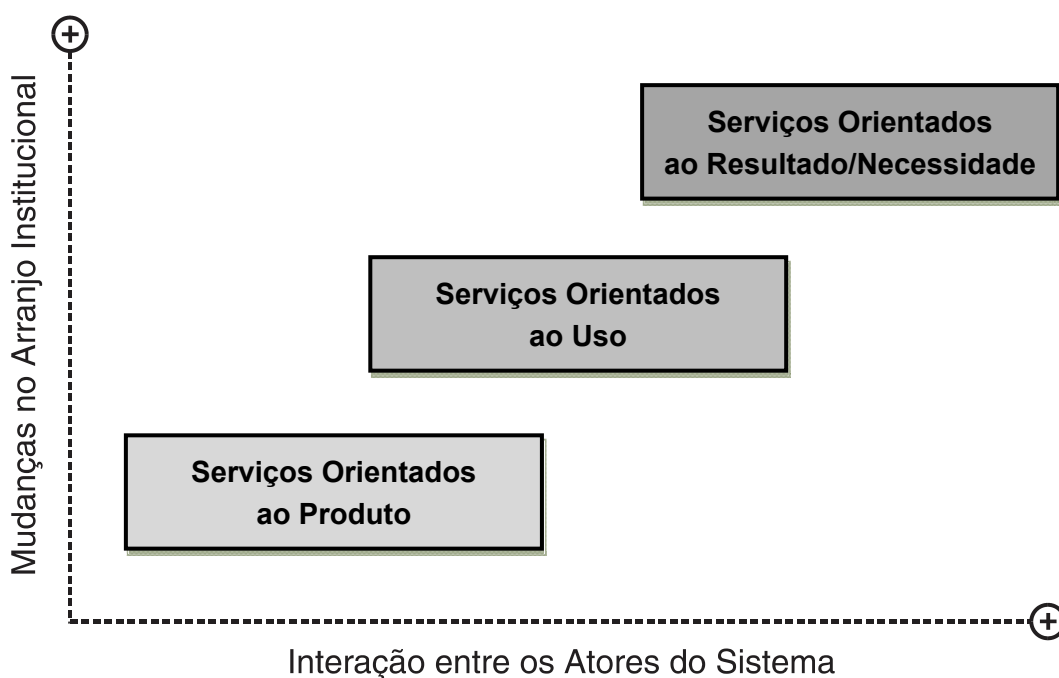 Mudanças no Arranjo Institucional
Serviços Orientados
ao Resultado/Necessidade
Serviços Orientados
ao Uso
Serviços Orientados
ao Produto
Interação entre os Atores do Sistema